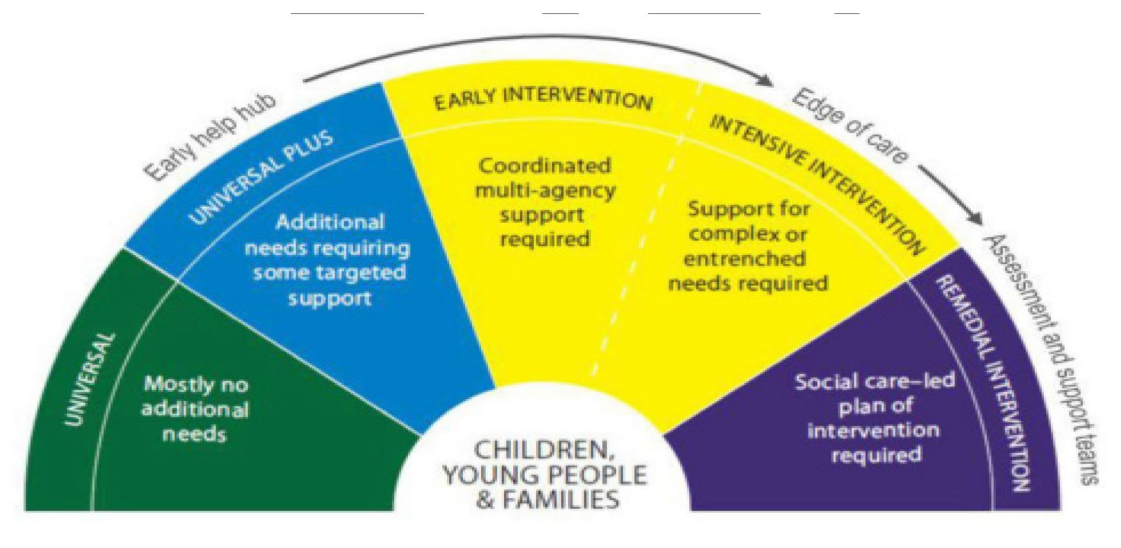 Early help hub
Edge of care
Assessment and support teams
UNIVERSAL
Mostly no
additional
needs
UNIVERSAL PLUS
Additional
needs requiring
some targeted
support
EARLY INTERVENTION
Coordinated
multi-agency
support
required
INTENSIVE INTERVENTION
Support for
complex or
entrenched
needs required
REMEDIAL INTERVENTION
Social care–led
plan of
intervention
required
CHILDREN,
YOUNG PEOPLE
& FAMILIES